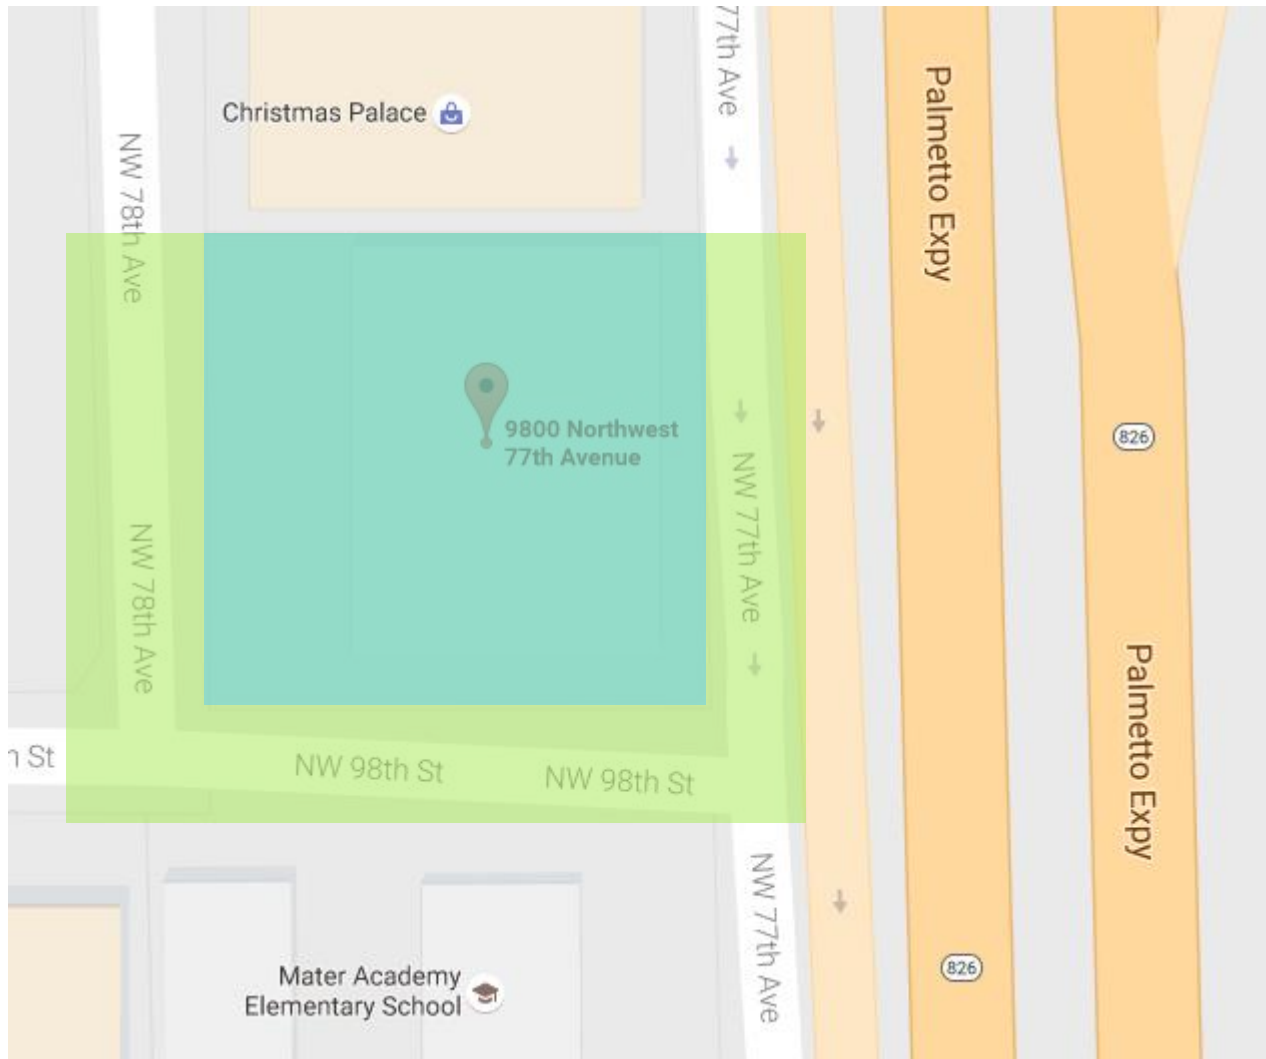 77th Ave
Palmetto Expy
Christmas Palace
NW 78th Ave
9800 Northwest
77th Avenue
826
NW 77th Ave
NW 78th Ave
Palmetto Expy
h St
NW 98th St
NW 98th St
NW 77th Ave
826
Mater Academy
Elementary School